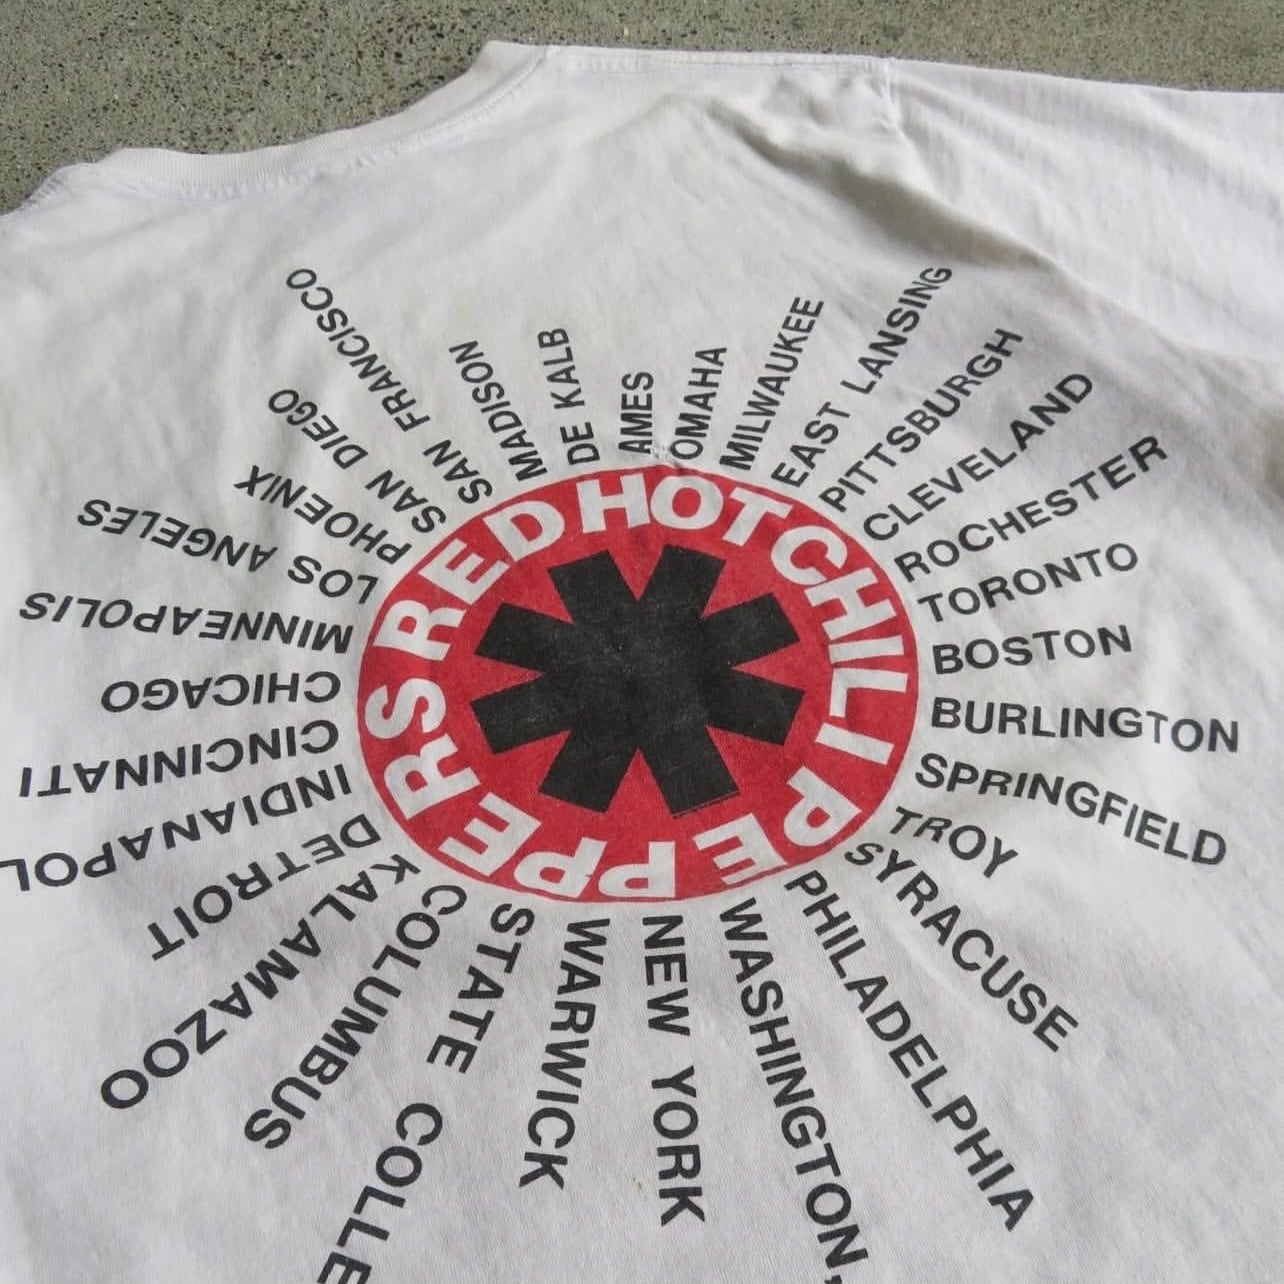 RED HOT CHILI PEPPERS
MADISON
DE KALB
AMES
OMAHA
MILWAUKEE
EAST LANSING
PITTSBURGH
CLEVELAND
ROCHESTER
TORONTO
BOSTON
BURLINGTON
SPRINGFIELD
TROY
SYRACUSE
PHILADELPHIA
WASHINGTON,
NEW YORK
WARWICK
STATE COLLE
COLUMBUS
KALAMAZOO
DETROIT
INDIANAPOL
CINCINNATI
CHICAGO
MINNEAPOLIS
LOS ANGELES
PHOENIX
SAN DIEGO
SAN FRANCISCO